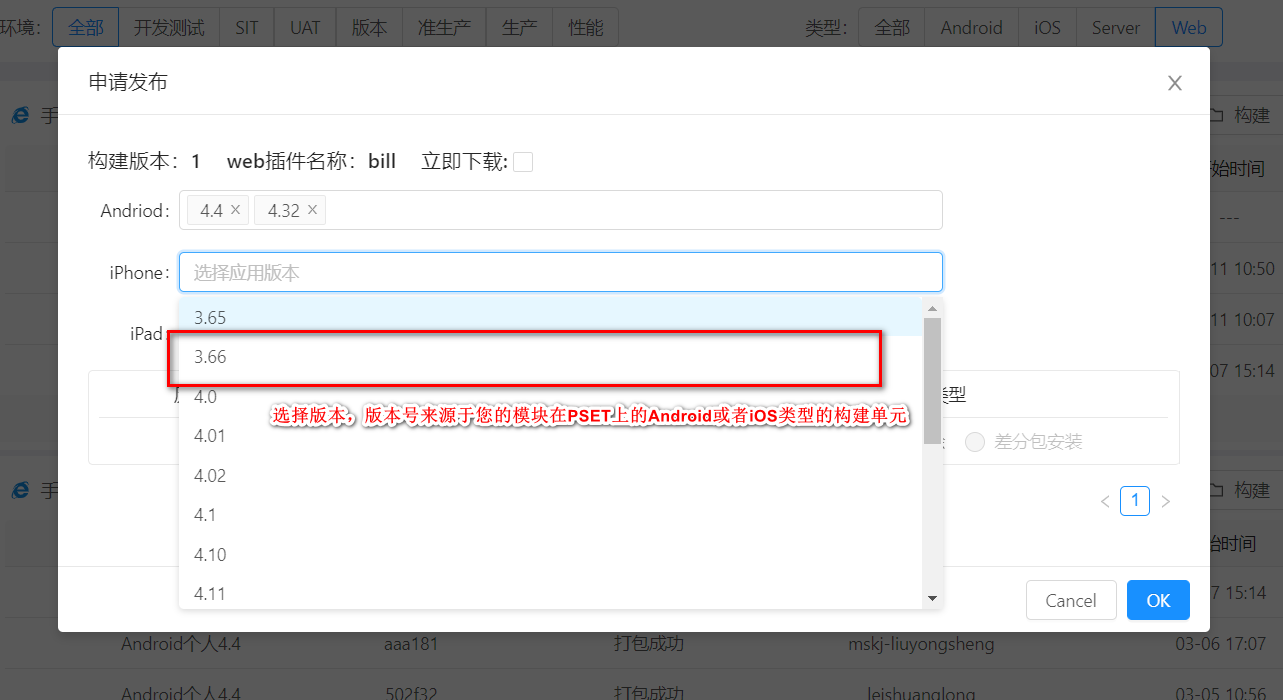 环境: 全部 开发测试 SIT UAT 版本 准生产 生产 性能 类型: 全部 Android iOS Server Web
申请发布
手 构建
构建版本: 1 web插件名称: bill 立即下载:
始时间
Andriod: 4.4 4.32
---
iPhone: 选择应用版本
11 10:50
3.65
11 10:07
iPad
3.66
07 15:14
4.0 类型
选择版本，版本号来源于您的模块在PSET上的Android或者iOS类型的构建单元
4.01 差分包安装
4.02
手 构建
< 1 >
4.1
始时间
4.10
4.11
7 15:14
Cancel OK
Android个人4.4 aaa181 打包成功 mskj-liuyongsheng 03-06 17:07
Android个人4.4 502f32 打包成功 leishuanglong 03-05 10:56